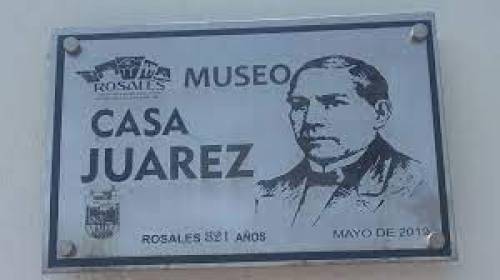 ROSALES
MUSEO
CASA
JUAREZ
ROSALES 321 AÑOS
MAYO DE 2019